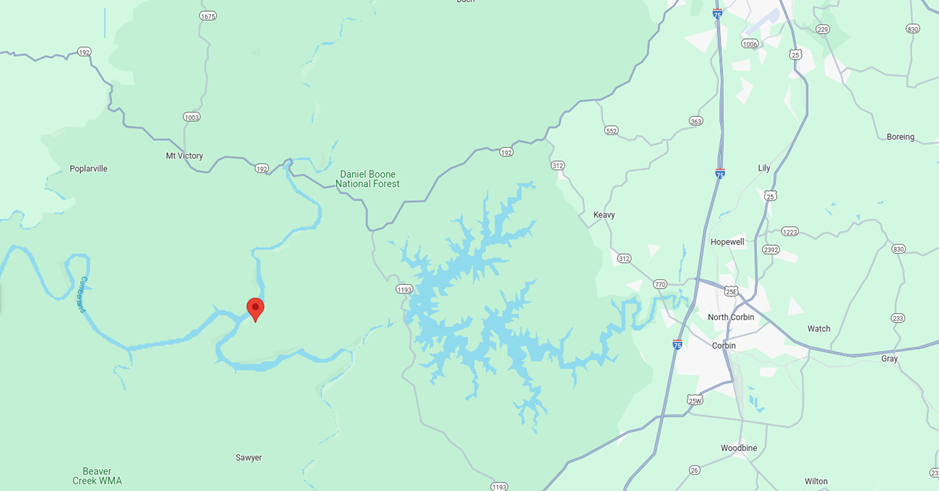 1675
75
229
830
192
1006
25
1003
363
552
Boreing
Mt Victory
192
192
312
Poplarville
Daniel Boone
National Forest
Lily
75
25
Keavy
1223
Hopewell
2392
830
312
1193
770
25E
Cumberland
North Corbin
233
Watch
75
Corbin
Gray
25W
Woodbine
Sawyer
Beaver
Creek WMA
26
Wilton
1193